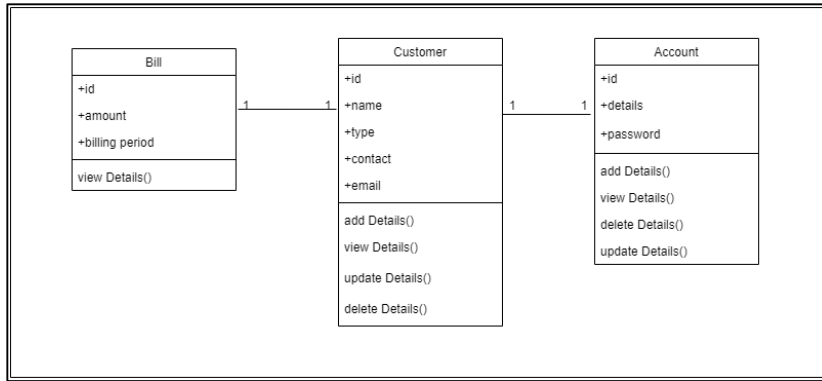 Bill
+id
+amount
+billing period
view Details()
1
1
Customer
+id
+name
+type
+contact
+email
add Details()
view Details()
update Details()
delete Details()
1
1
Account
+id
+details
+password
add Details()
view Details()
delete Details()
update Details()